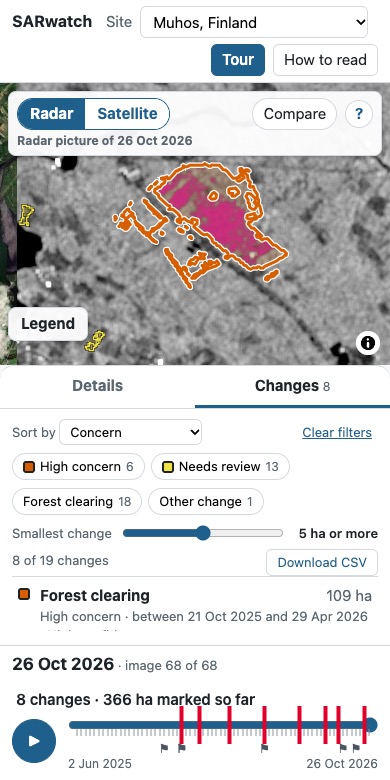 SARwatch Site Muhos, Finland
Tour How to read
Radar Satellite Compare ?
Radar picture of 26 Oct 2026
Legend
Details Changes 8
Sort by Concern Clear filters
High concern 6 Needs review 13
Forest clearing 18 Other change 1
Smallest change 5 ha or more
8 of 19 changes Download CSV
Forest clearing 109 ha
High concern · between 21 Oct 2025 and 29 Apr 2026
26 Oct 2026 · image 68 of 68
8 changes · 366 ha marked so far
2 Jun 2025 26 Oct 2026